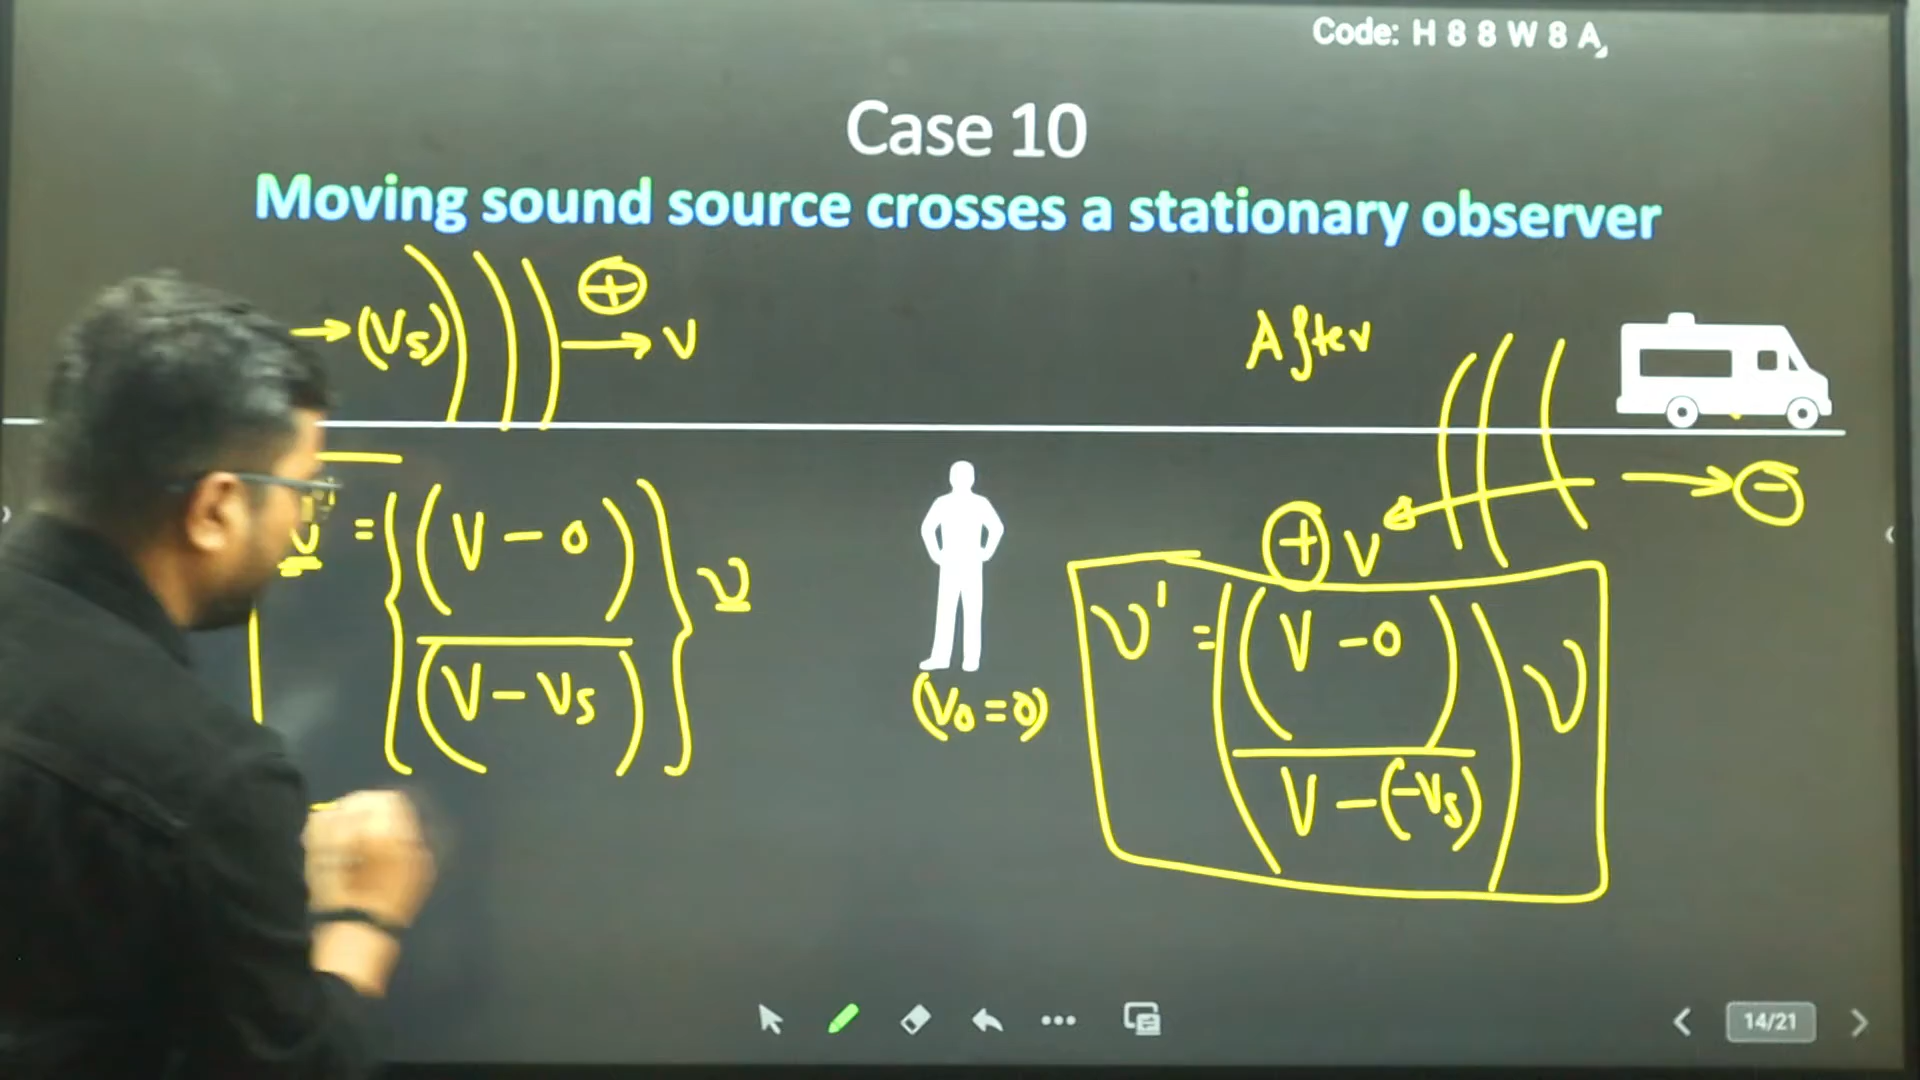 Code: H 8 8 W 8 A
Case 10
Moving sound source crosses a stationary observer
→ (Vs) ⊕ → V
After
→ ⊖
= {(V - 0) / (V - Vs)} ν
(V₀ = 0)
⊕ V
ν' = ((V - 0) / V - (-Vs)) ν
14/21